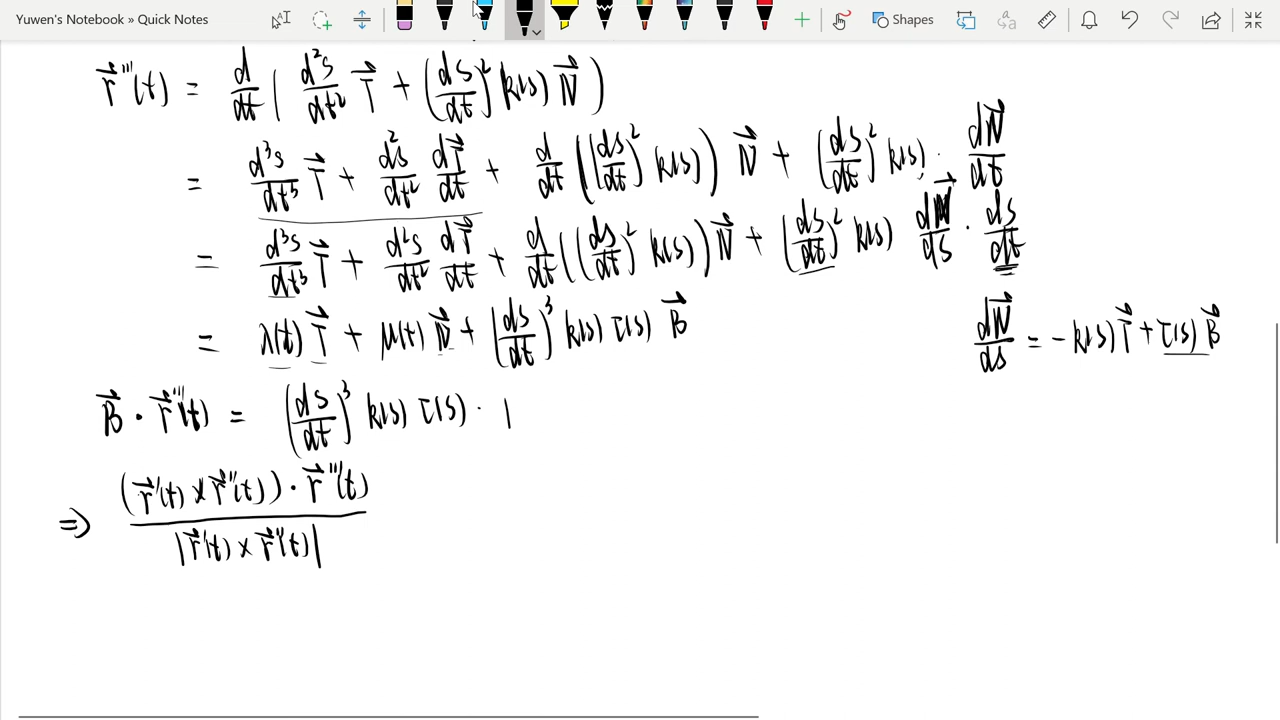 Yuwen's Notebook » Quick Notes
Shapes
r⃗'''(t) = d/dt ( d²s/dt² T⃗ + (ds/dt)² k(s) N⃗ )
= d³s/dt³ T⃗ + d²s/dt² dT⃗/dt + d/dt ((ds/dt)² k(s)) N⃗ + (ds/dt)² k(s) · dN⃗/dt
= d³s/dt³ T⃗ + d²s/dt² dT⃗/dt + d/dt ((ds/dt)² k(s)) N⃗ + (ds/dt)² k(s) dN⃗/ds · ds/dt
= λ(t) T⃗ + μ(t) N⃗ + (ds/dt)³ k(s) τ(s) B⃗
dN⃗/ds = -k(s) T⃗ + τ(s) B⃗
B⃗ · r⃗'''(t) = (ds/dt)³ k(s) τ(s) · 1
⇒ (r⃗'(t) × r⃗''(t)) · r⃗'''(t) / |r⃗'(t) × r⃗''(t)|